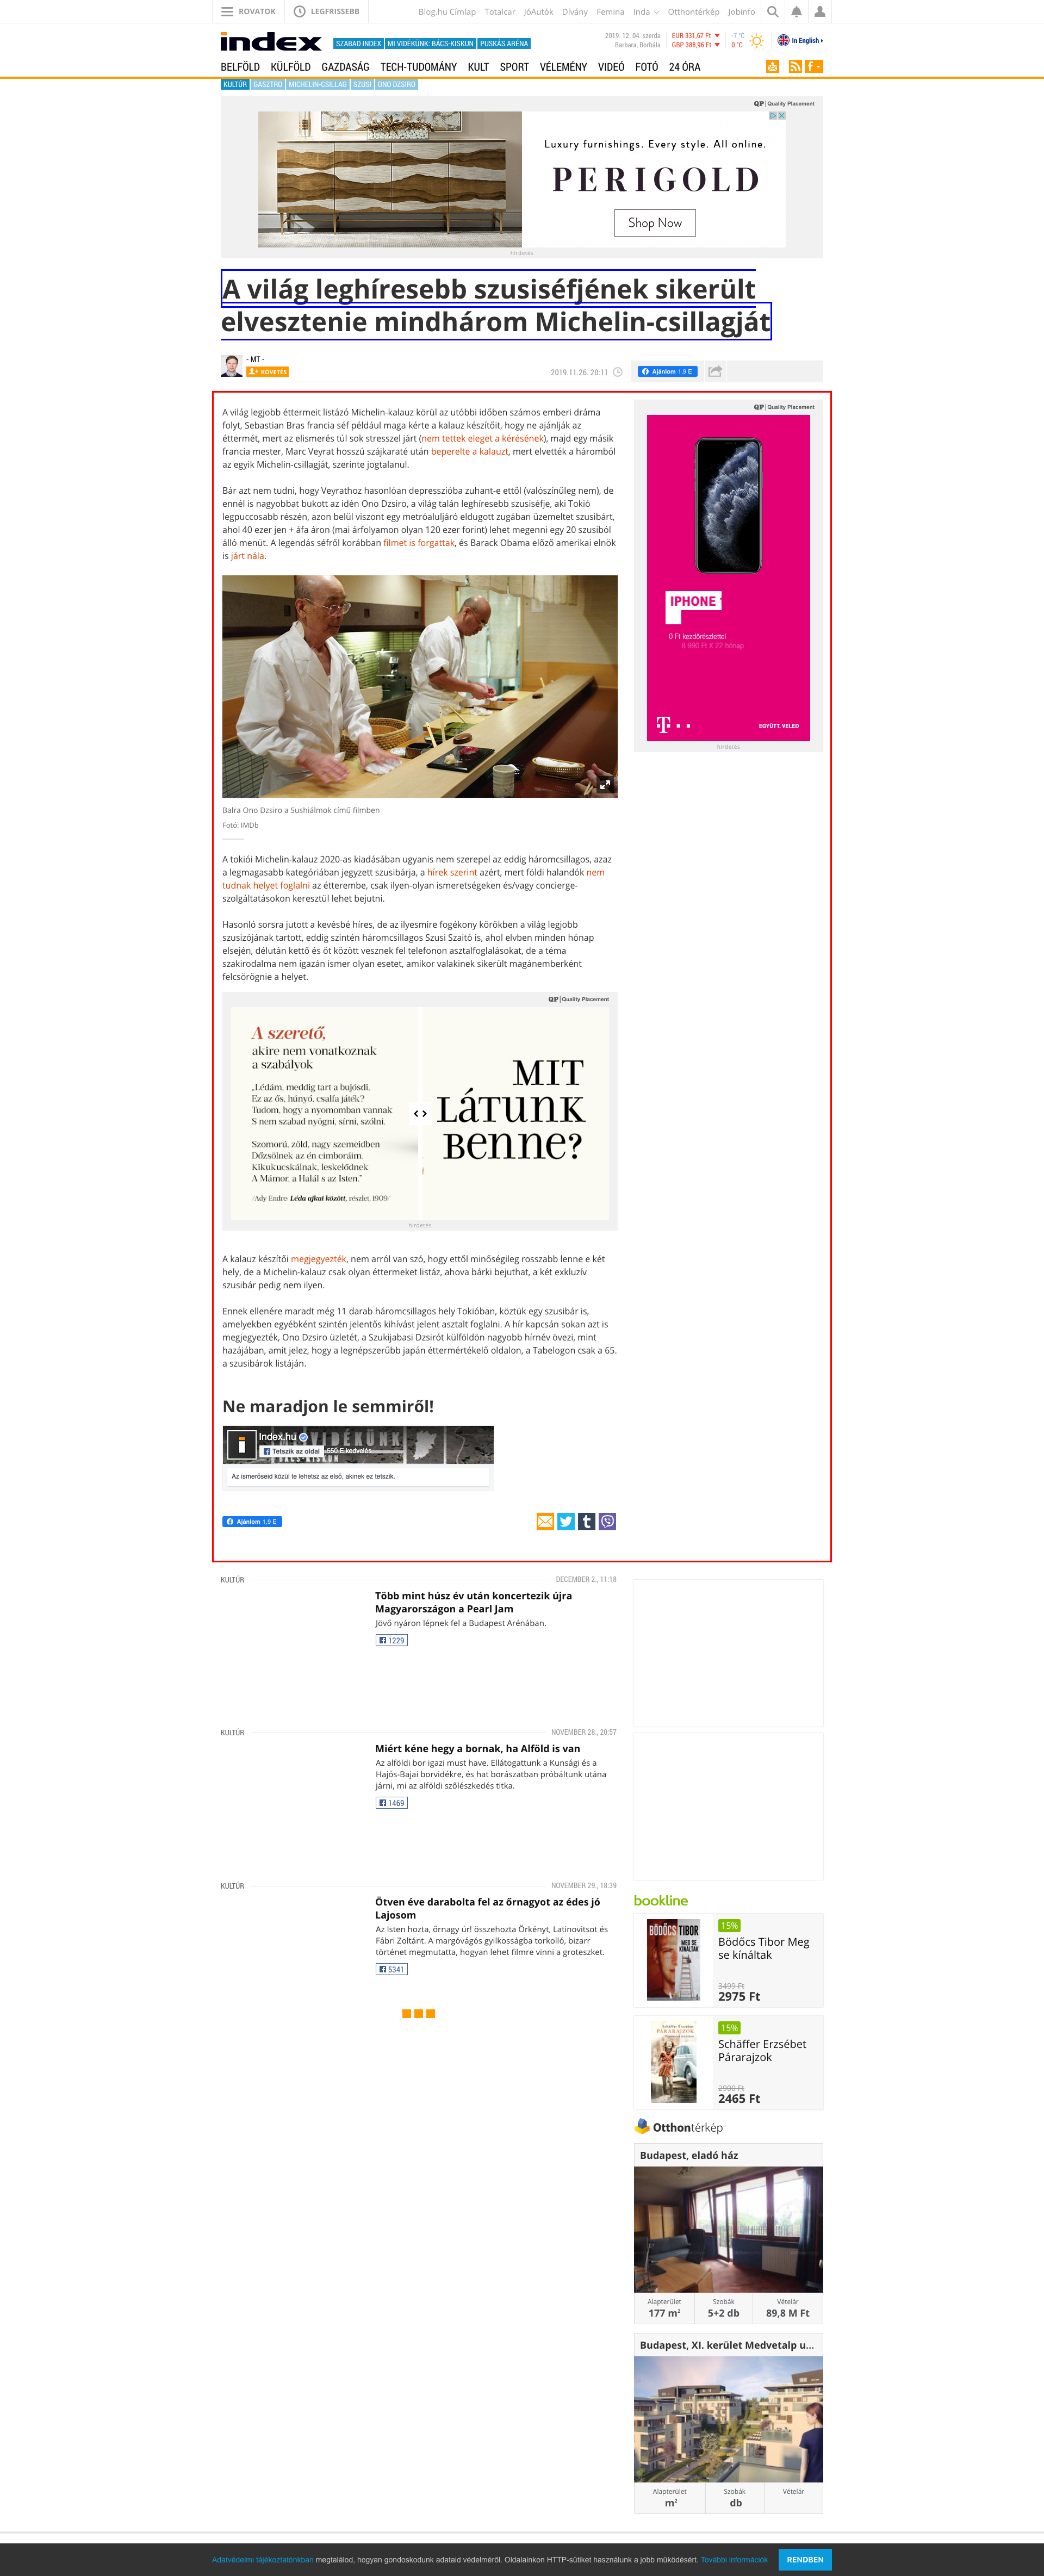 ROVATOK
LEGFRISSEBB
Blog.hu Címlap Totalcar JóAutók Dívány Femina Inda Otthontérkép Jobinfo
index
SZABAD INDEX MI VIDÉKÜNK: BÁCS-KISKUN PUSKÁS ARÉNA
2019. 12. 04. szerda
Barbara, Borbála
EUR 331,67 Ft
GBP 388,96 Ft
-7 °C
0 °C
In English
BELFÖLD KÜLFÖLD GAZDASÁG TECH-TUDOMÁNY KULT SPORT VÉLEMÉNY VIDEÓ FOTÓ 24 ÓRA
KULTÚR GASZTRO MICHELIN-CSILLAG SZUSI ONO DZSIRO
QP Quality Placement
Luxury furnishings. Every style. All online.
PERIGOLD
Shop Now
hirdetés
A világ leghíresebb szusiséfjének sikerült
elvesztenie mindhárom Michelin-csillagját
- MT -
KÖVETÉS
2019.11.26. 20:11
Ajánlom 1,9 E
A világ legjobb éttermeit listázó Michelin-kalauz körül az utóbbi időben számos emberi dráma
folyt, Sebastian Bras francia séf például maga kérte a kalauz készítőit, hogy ne ajánlják az
éttermét, mert az elismerés túl sok stresszel járt (nem tettek eleget a kérésének), majd egy másik
francia mester, Marc Veyrat hosszú szájkaraté után beperelte a kalauzt, mert elvették a háromból
az egyik Michelin-csillagját, szerinte jogtalanul.
Bár azt nem tudni, hogy Veyrathoz hasonlóan depresszióba zuhant-e ettől (valószínűleg nem), de
ennél is nagyobbat bukott az idén Ono Dzsiro, a világ talán leghíresebb szusiséfje, aki Tokió
legpuccosabb részén, azon belül viszont egy metróaluljáró eldugott zugában üzemeltet szusibárt,
ahol 40 ezer jen + áfa áron (mai árfolyamon olyan 120 ezer forint) lehet megenni egy 20 szusiból
álló menüt. A legendás séfről korábban filmet is forgattak, és Barack Obama előző amerikai elnök
is járt nála.
Balra Ono Dzsiro a Sushiálmok című filmben
Fotó: IMDb
A tokiói Michelin-kalauz 2020-as kiadásában ugyanis nem szerepel az eddig háromcsillagos, azaz
a legmagasabb kategóriában jegyzett szusibárja, a hírek szerint azért, mert földi halandók nem
tudnak helyet foglalni az étterembe, csak ilyen-olyan ismeretségeken és/vagy concierge-
szolgáltatásokon keresztül lehet bejutni.
Hasonló sorsra jutott a kevésbé híres, de az ilyesmire fogékony körökben a világ legjobb
szusizójának tartott, eddig szintén háromcsillagos Szusi Szaitó is, ahol elvben minden hónap
elsején, délután kettő és öt között vesznek fel telefonon asztalfoglalásokat, de a téma
szakirodalma nem igazán ismer olyan esetet, amikor valakinek sikerült magánemberként
felcsörögnie a helyet.
QP Quality Placement
A szerető,
akire nem vonatkoznak
a szabályok
„Lédám, meddig tart a bujósdi,
Ez az ős, húnyó, csalfa játék?
Tudom, hogy a nyomomban vannak
S nem szabad nyögni, sírni, szólni.
Szomorú, zöld, nagy szemeidben
Dőzsölnek az én cimboráim.
Kikukucskálnak, leskelődnek
A Mámor, a Halál s az Isten."
/Ady Endre: Léda ajkai között, részlet, 1909/
MIT
LÁTUNK
BENNE?
hirdetés
A kalauz készítői megjegyezték, nem arról van szó, hogy ettől minőségileg rosszabb lenne e két
hely, de a Michelin-kalauz csak olyan éttermeket listáz, ahova bárki bejuthat, a két exkluzív
szusibár pedig nem ilyen.
Ennek ellenére maradt még 11 darab háromcsillagos hely Tokióban, köztük egy szusibár is,
amelyekben egyébként szintén jelentős kihívást jelent asztalt foglalni. A hír kapcsán sokan azt is
megjegyezték, Ono Dzsiro üzletét, a Szukijabasi Dzsirót külföldön nagyobb hírnév övezi, mint
hazájában, amit jelez, hogy a legnépszerűbb japán éttermértékelő oldalon, a Tabelogon csak a 65.
a szusibárok listáján.
Ne maradjon le semmiről!
Index.hu
Tetszik az oldal
550 E kedvelés
Az ismerőseid közül te lehetsz az első, akinek ez tetszik.
Ajánlom 1,9 E
QP Quality Placement
IPHONE
0 Ft kezdőrészlettel
8 990 Ft X 22 hónap
EGYÜTT. VELED
hirdetés
KULTÚR
DECEMBER 2., 11:18
Több mint húsz év után koncertezik újra
Magyarországon a Pearl Jam
Jövő nyáron lépnek fel a Budapest Arénában.
1229
KULTÚR
NOVEMBER 28., 20:57
Miért kéne hegy a bornak, ha Alföld is van
Az alföldi bor igazi must have. Ellátogattunk a Kunsági és a
Hajós-Bajai borvidékre, és hat borászatban próbáltunk utána
járni, mi az alföldi szőlészkedés titka.
1469
KULTÚR
NOVEMBER 29., 18:39
Ötven éve darabolta fel az őrnagyot az édes jó
Lajosom
Az Isten hozta, őrnagy úr! összehozta Örkényt, Latinovitsot és
Fábri Zoltánt. A margóvágós gyilkosságba torkolló, bizarr
történet megmutatta, hogyan lehet filmre vinni a groteszket.
5341
bookline
BÖDŐCS TIBOR
MEG SE
KÍNÁLTAK
15%
Bödőcs Tibor Meg
se kínáltak
3499 Ft
2975 Ft
Schäffer Erzsébet
PÁRARAJZOK
15%
Schäffer Erzsébet
Párarajzok
2900 Ft
2465 Ft
Otthontérkép
Budapest, eladó ház
Alapterület Szobák Vételár
177 m² 5+2 db 89,8 M Ft
Budapest, XI. kerület Medvetalp u...
Alapterület Szobák Vételár
m² db
Adatvédelmi tájékoztatónkban megtalálod, hogyan gondoskodunk adataid védelméről. Oldalainkon HTTP-sütiket használunk a jobb működésért. További információk
RENDBEN